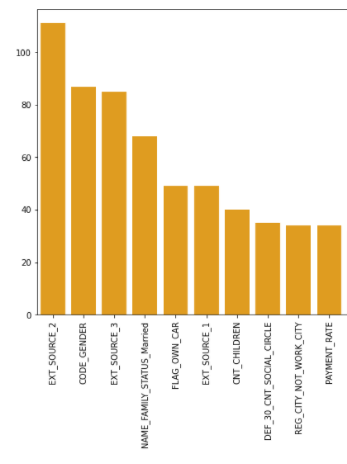 100
80
60
40
20
0
EXT_SOURCE_2
CODE_GENDER
EXT_SOURCE_3
NAME_FAMILY_STATUS_Married
FLAG_OWN_CAR
EXT_SOURCE_1
CNT_CHILDREN
DEF_30_CNT_SOCIAL_CIRCLE
REG_CITY_NOT_WORK_CITY
PAYMENT_RATE